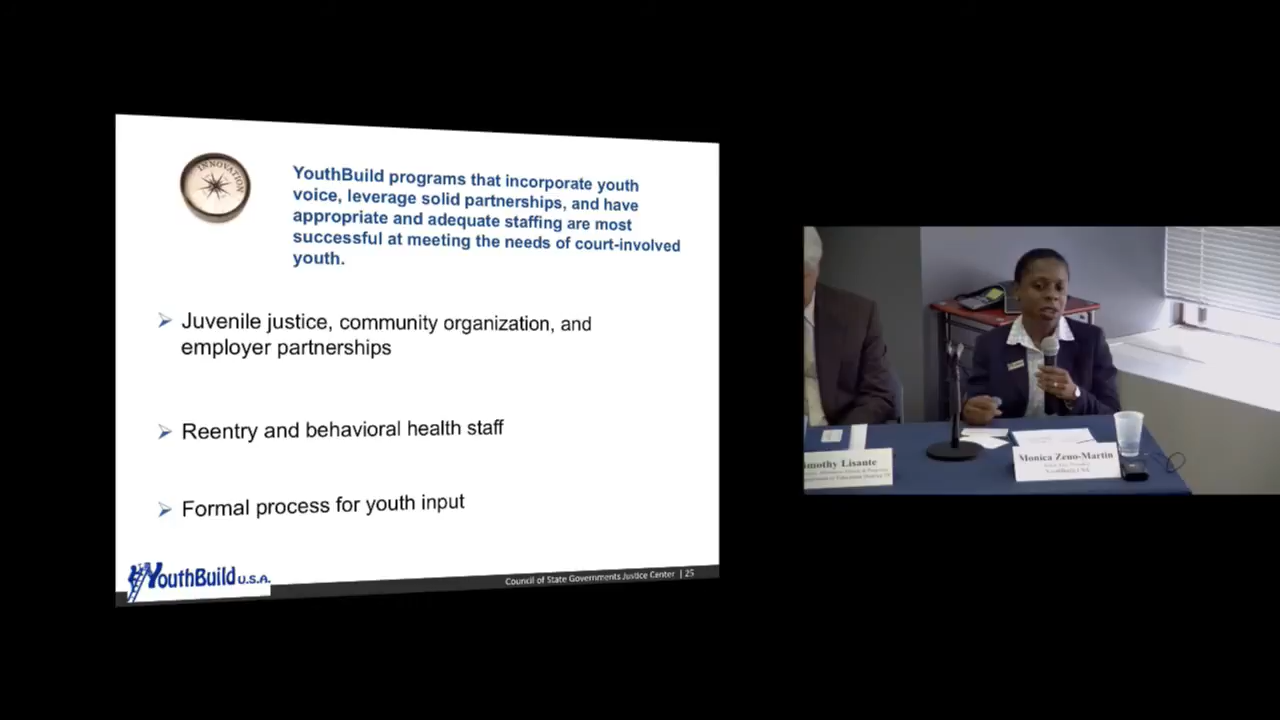 INNOVATION
YouthBuild programs that incorporate youth
voice, leverage solid partnerships, and have
appropriate and adequate staffing are most
successful at meeting the needs of court-involved
youth.
Juvenile justice, community organization, and
employer partnerships
Reentry and behavioral health staff
Formal process for youth input
YouthBuild U.S.A.
Council of State Governments Justice Center | 25
mothy Lisante
Monica Zeno-Martin